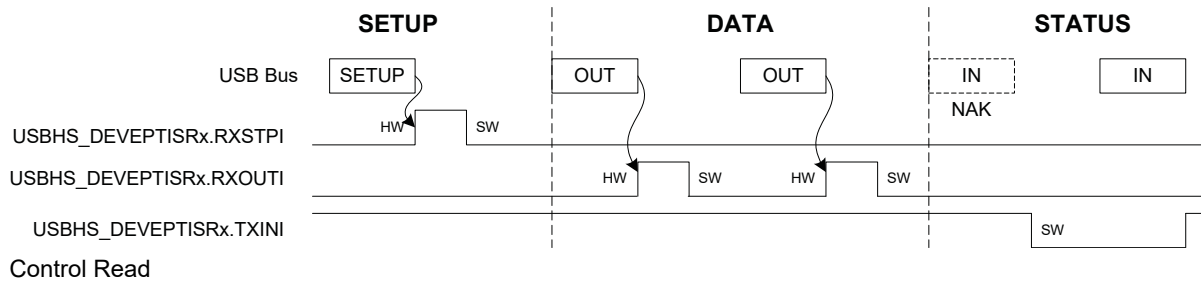 SETUP DATA STATUS
USB Bus SETUP OUT OUT IN IN
NAK
USBHS_DEVEPTISRx.RXSTPI HW SW
USBHS_DEVEPTISRx.RXOUTI HW SW HW SW
USBHS_DEVEPTISRx.TXINI SW
Control Read